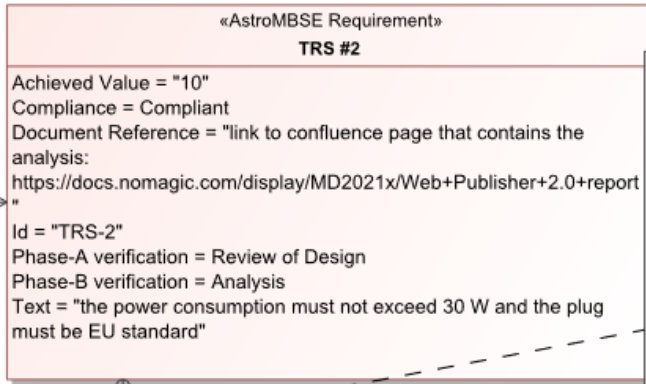 «AstroMBSE Requirement»
TRS #2
Achieved Value = "10"
Compliance = Compliant
Document Reference = "link to confluence page that contains the
analysis:
https://docs.nomagic.com/display/MD2021x/Web+Publisher+2.0+report
"
Id = "TRS-2"
Phase-A verification = Review of Design
Phase-B verification = Analysis
Text = "the power consumption must not exceed 30 W and the plug
must be EU standard"